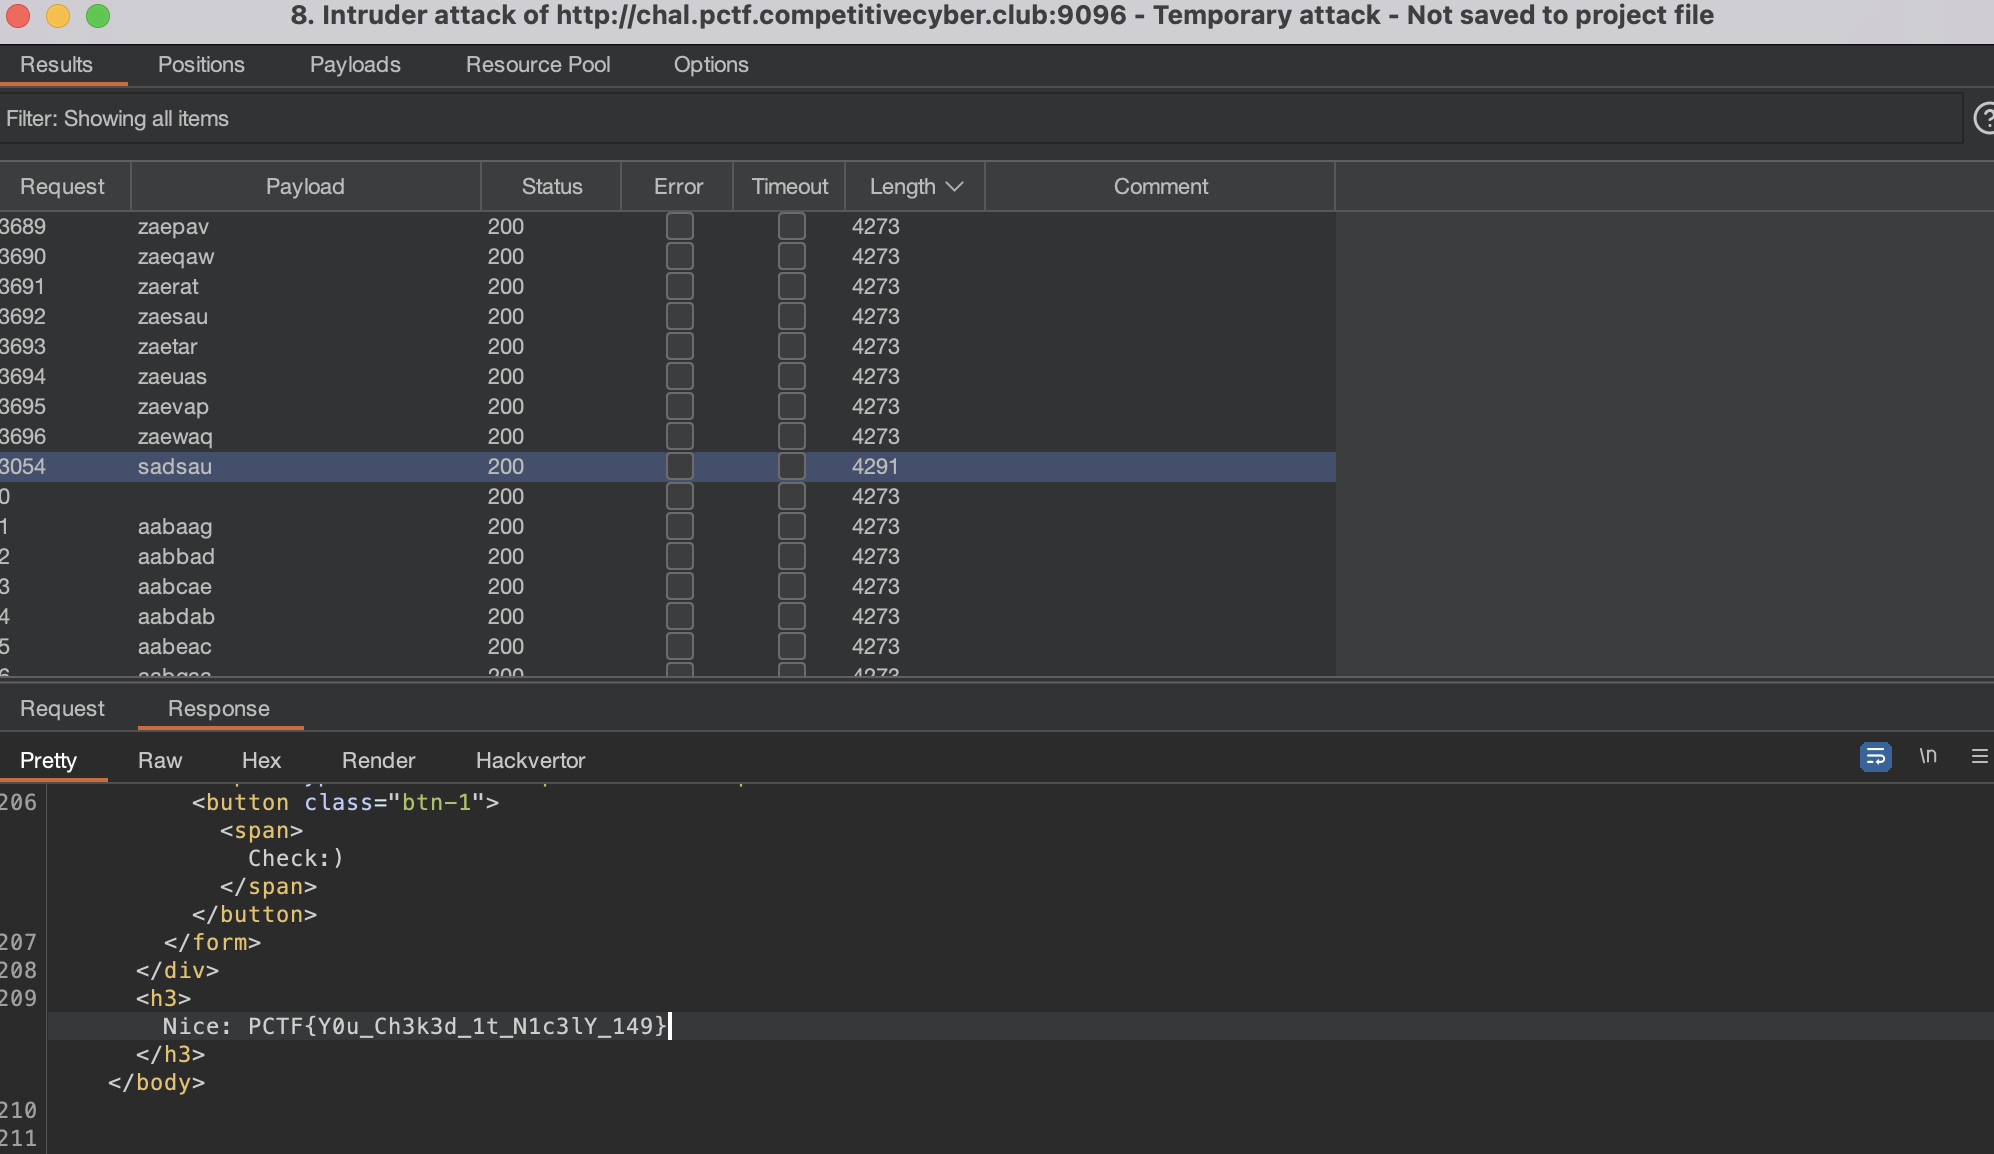 8. Intruder attack of http://chal.pctf.competitivecyber.club:9096 - Temporary attack - Not saved to project file
Results Positions Payloads Resource Pool Options
Filter: Showing all items
?
Request Payload Status Error Timeout Length Comment
3689 zaepav 200 4273
3690 zaeqaw 200 4273
3691 zaerat 200 4273
3692 zaesau 200 4273
3693 zaetar 200 4273
3694 zaeuas 200 4273
3695 zaevap 200 4273
3696 zaewaq 200 4273
3054 sadsau 200 4291
0 200 4273
1 aabaag 200 4273
2 aabbad 200 4273
3 aabcae 200 4273
4 aabdab 200 4273
5 aabeac 200 4273
6 200 4273
Request Response
Pretty Raw Hex Render Hackvertor \n
206 <button class="btn-1">
<span>
Check:)
</span>
</button>
207 </form>
208 </div>
209 <h3>
Nice: PCTF{Y0u_Ch3k3d_1t_N1c3lY_149}
</h3>
</body>
210
211